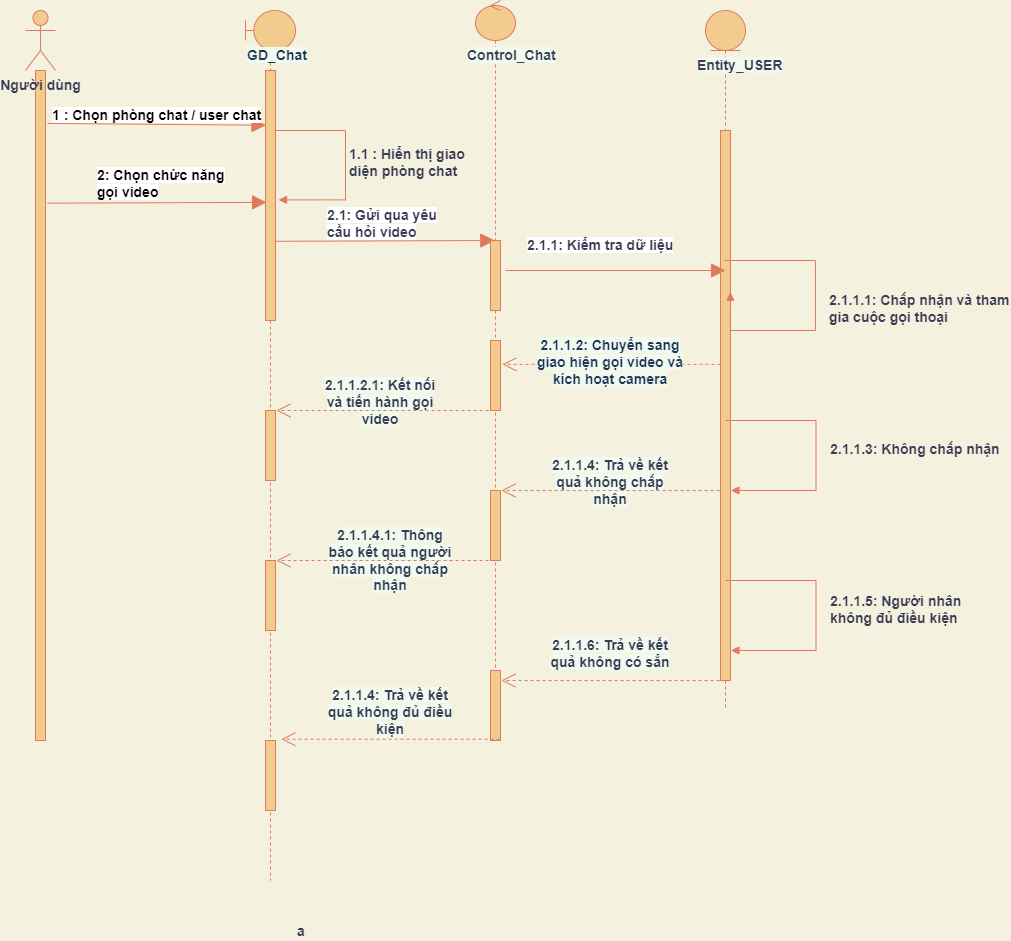 GD_Chat
Control_Chat
Entity_USER
Người dùng
1 : Chọn phòng chat / user chat
1.1 : Hiển thị giao
diện phòng chat
2: Chọn chức năng
gọi video
2.1: Gửi qua yêu
cầu hỏi video
2.1.1: Kiểm tra dữ liệu
2.1.1.1: Chấp nhận và tham
gia cuộc gọi thoại
2.1.1.2: Chuyển sang
giao hiện gọi video và
kích hoạt camera
2.1.1.2.1: Kết nối
và tiến hành gọi
video
2.1.1.3: Không chấp nhận
2.1.1.4: Trả về kết
quả không chấp
nhận
2.1.1.4.1: Thông
báo kết quả người
nhân không chấp
nhận
2.1.1.5: Người nhân
không đủ điều kiện
2.1.1.6: Trả về kết
quả không có sẳn
2.1.1.4: Trả về kết
quả không đủ điều
kiện
a